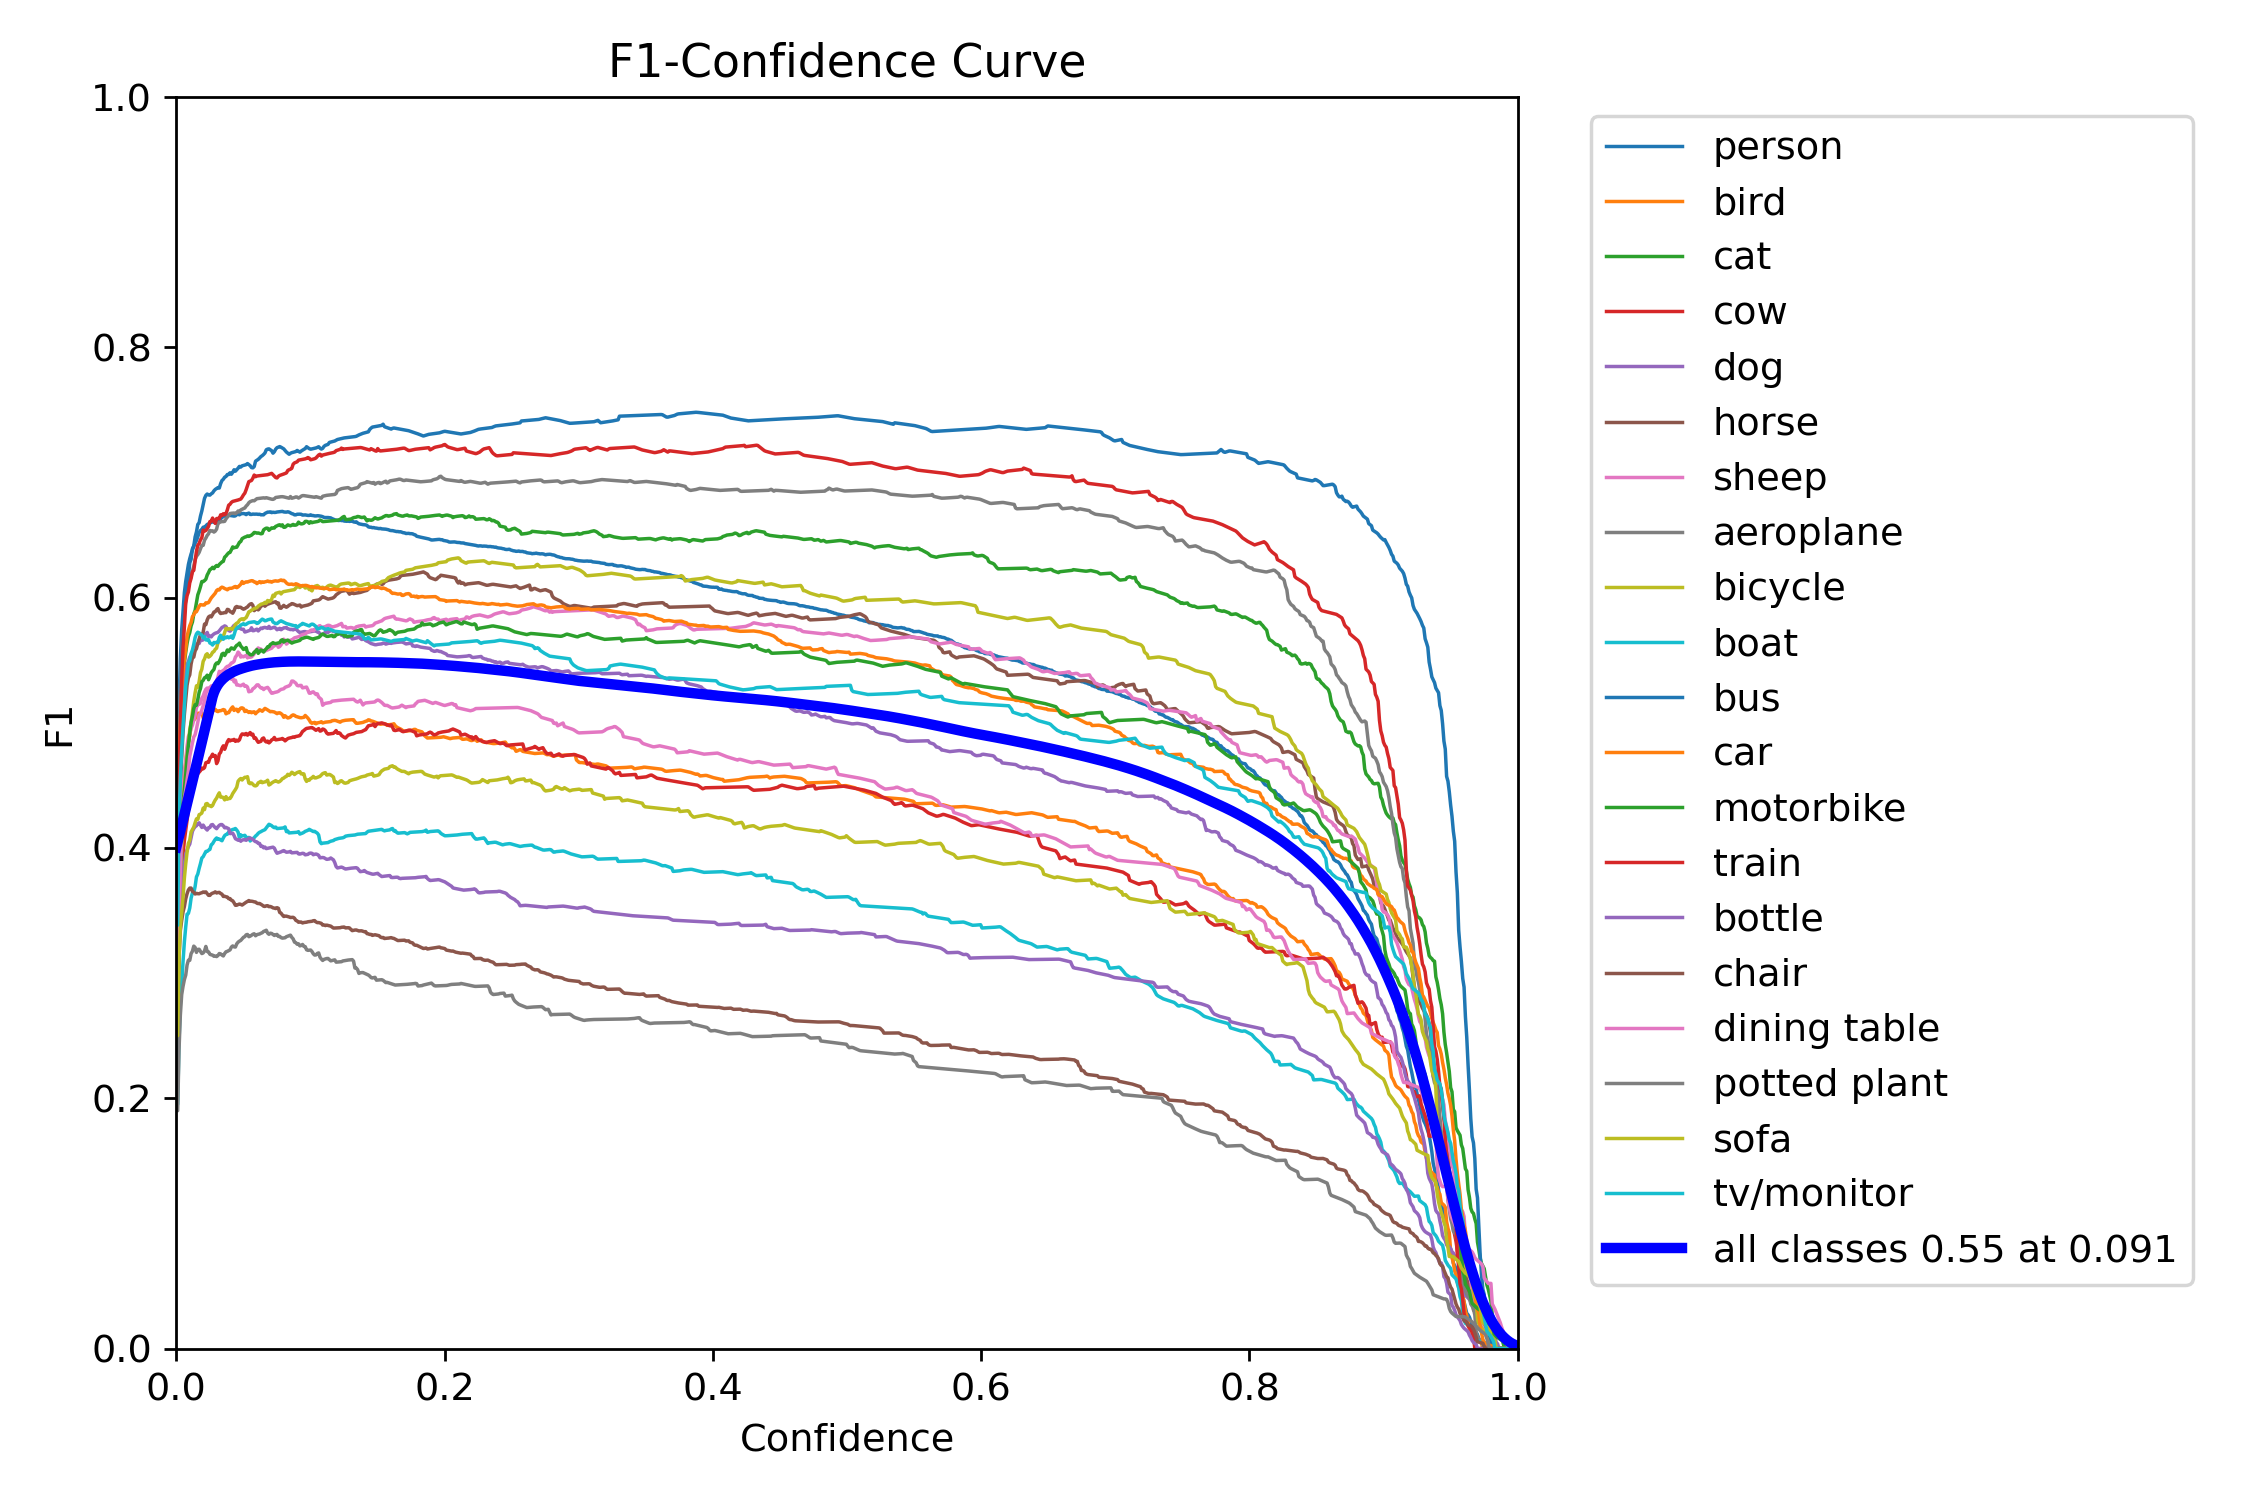 F1-Confidence Curve
1.0
0.8
0.6
0.4
0.2
0.0
F1
0.0 0.2 0.4 0.6 0.8 1.0
Confidence
person
bird
cat
cow
dog
horse
sheep
aeroplane
bicycle
boat
bus
car
motorbike
train
bottle
chair
dining table
potted plant
sofa
tv/monitor
all classes 0.55 at 0.091